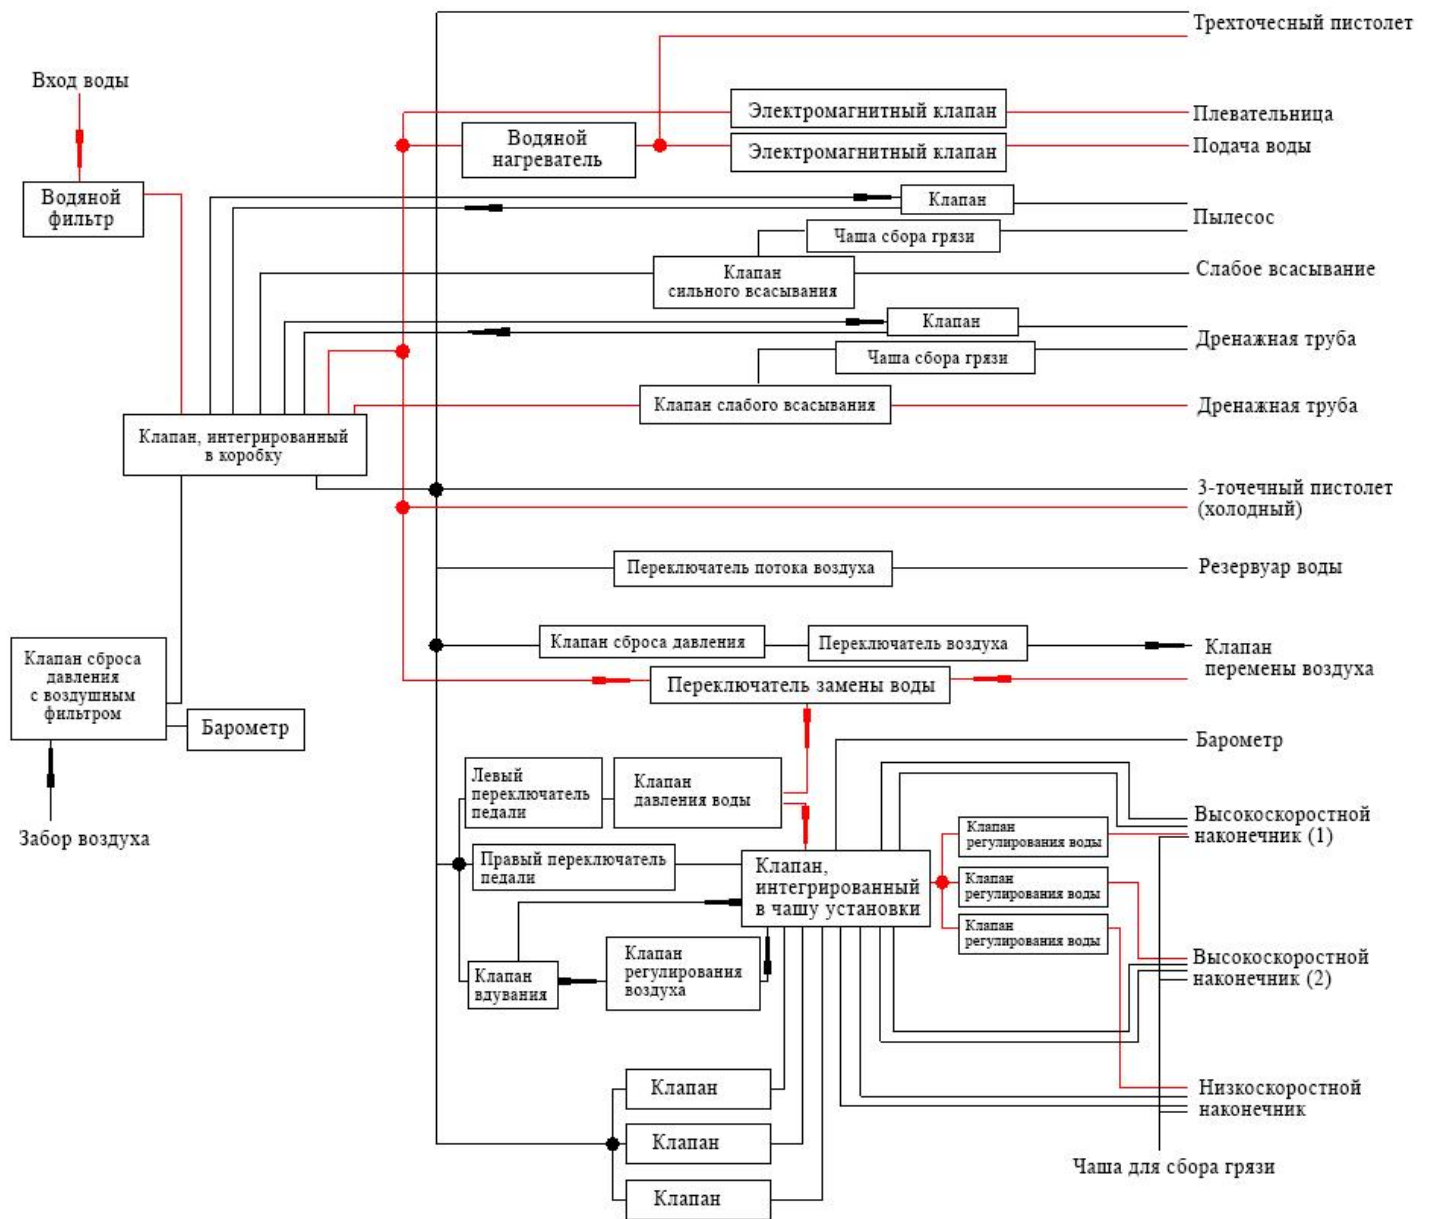 Трехточесный пистолет
Вход воды
Электромагнитный клапан
Плевательница
Водяной
нагреватель
Электромагнитный клапан
Подача воды
Водяной
фильтр
Клапан
Пылесос
Чаша сбора грязи
Клапан
сильного всасывания
Слабое всасывание
Клапан
Дренажная труба
Чаша сбора грязи
Клапан слабого всасывания
Дренажная труба
Клапан, интегрированный
в коробку
3-точечный пистолет
(холодный)
Переключатель потока воздуха
Резервуар воды
Клапан сброса давления
Переключатель воздуха
Клапан
перемены воздуха
Клапан сброса
давления
с воздушным
фильтром
Переключатель замены воды
Барометр
Барометр
Левый
переключатель
педали
Клапан
давления воды
Забор воздуха
Высокоскоростной
наконечник (1)
Клапан
регулирования воды
Правый переключатель
педали
Клапан,
интегрированный
в чашу установки
Клапан
регулирования воды
Клапан
регулирования воды
Клапан
вдувания
Клапан
регулирования
воздуха
Высокоскоростной
наконечник (2)
Клапан
Низкоскоростной
наконечник
Клапан
Чаша для сбора грязи
Клапан